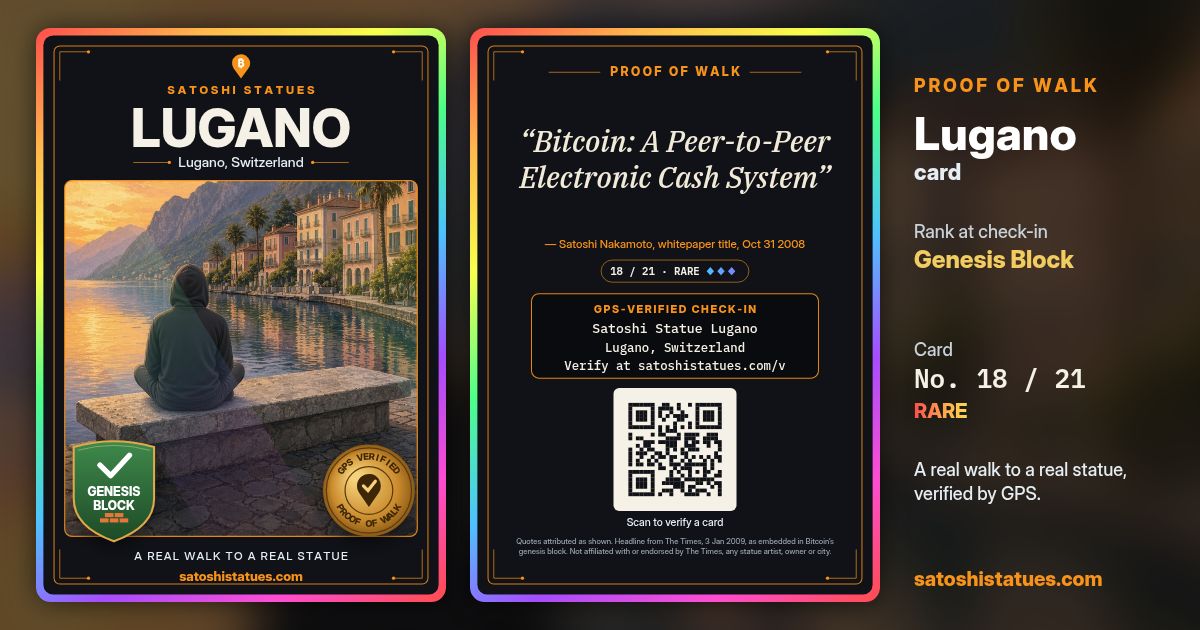 ₿
SATOSHI STATUES
LUGANO
Lugano, Switzerland
GENESIS
BLOCK
GPS VERIFIED
PROOF OF WALK
A REAL WALK TO A REAL STATUE
satoshistatues.com
PROOF OF WALK
“Bitcoin: A Peer-to-Peer
Electronic Cash System”
— Satoshi Nakamoto, whitepaper title, Oct 31 2008
18 / 21 · RARE
GPS-VERIFIED CHECK-IN
Satoshi Statue Lugano
Lugano, Switzerland
Verify at satoshistatues.com/v
Scan to verify a card
Quotes attributed as shown. Headline from The Times, 3 Jan 2009, as embedded in Bitcoin's
genesis block. Not affiliated with or endorsed by The Times, any statue artist, owner or city.
PROOF OF WALK
Lugano
card
Rank at check-in
Genesis Block
Card
No. 18 / 21
RARE
A real walk to a real statue,
verified by GPS.
satoshistatues.com